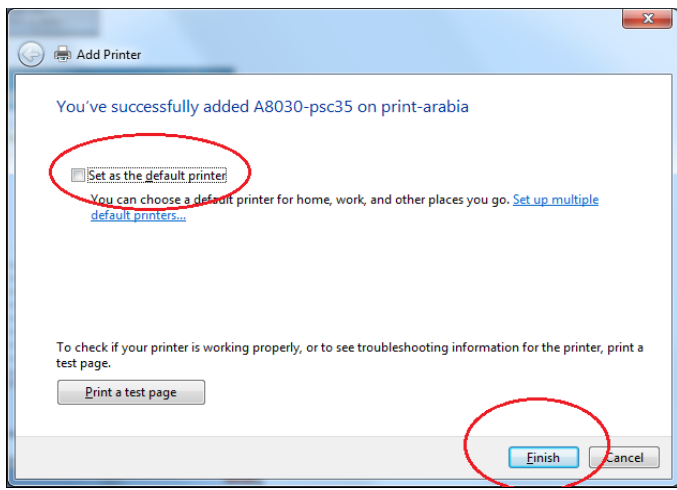 Add Printer
You've successfully added A8030-psc35 on print-arabia
Set as the default printer
You can choose a default printer for home, work, and other places you go. Set up multiple
default printers...
To check if your printer is working properly, or to see troubleshooting information for the printer, print a
test page.
Print a test page
Finish Cancel